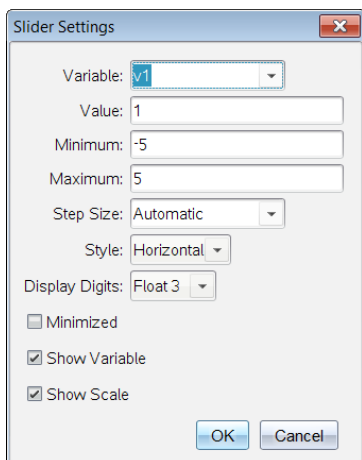 Slider Settings
Variable: v1
Value: 1
Minimum: -5
Maximum: 5
Step Size: Automatic
Style: Horizontal
Display Digits: Float 3
Minimized
Show Variable
Show Scale
OK Cancel